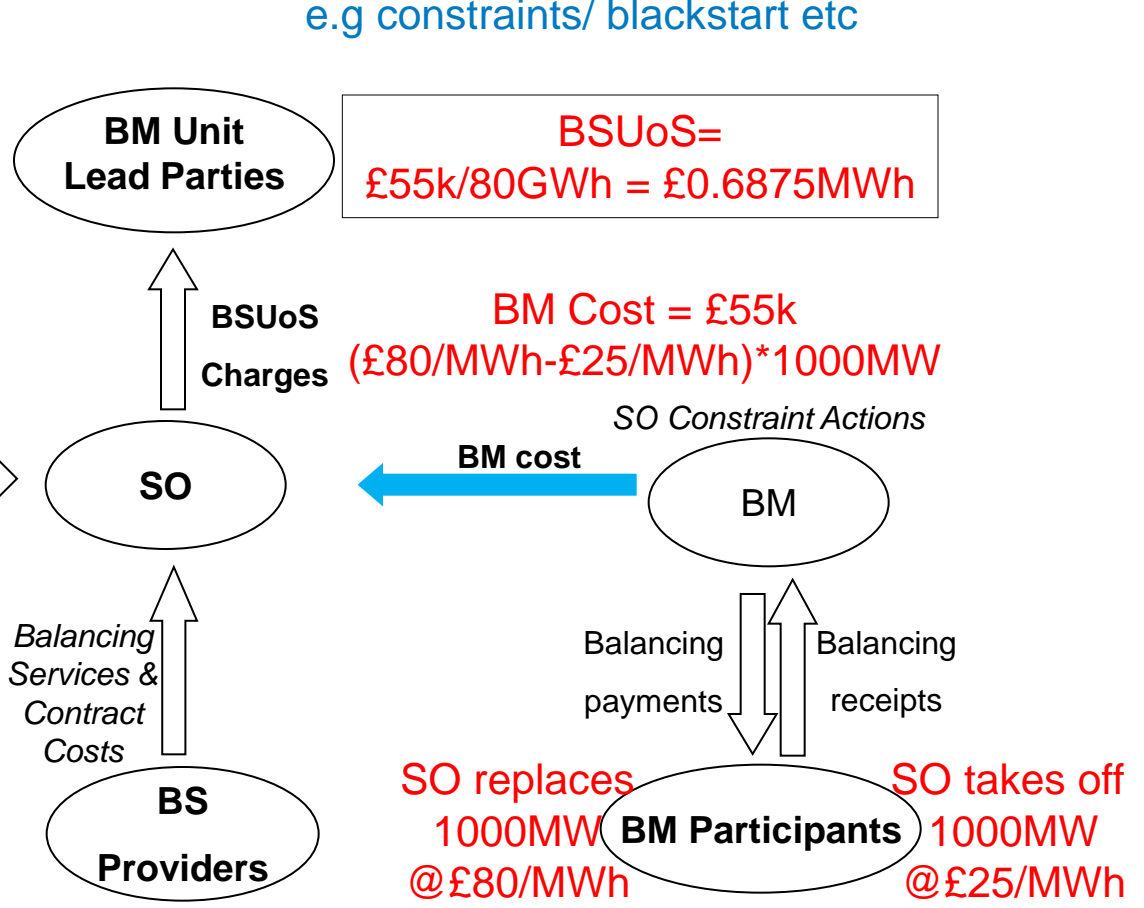 e.g constraints/ blackstart etc
BM Unit
Lead Parties
BSUoS=
£55k/80GWh = £0.6875MWh
BSUoS
Charges
BM Cost = £55k
(£80/MWh-£25/MWh)*1000MW
SO Constraint Actions
SO
BM cost
BM
Balancing
Services &
Contract
Costs
Balancing
payments
Balancing
receipts
BS
Providers
SO replaces
1000MW
@£80/MWh
BM Participants
SO takes off
1000MW
@£25/MWh